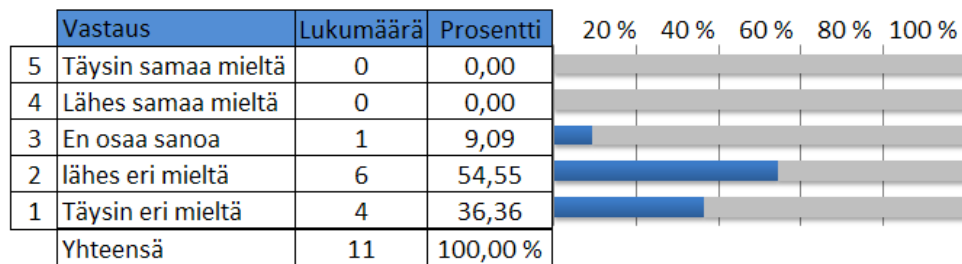 Vastaus Lukumäärä Prosentti 20 % 40 % 60 % 80 % 100 %
5 Täysin samaa mieltä 0 0,00
4 Lähes samaa mieltä 0 0,00
3 En osaa sanoa 1 9,09
2 lähes eri mieltä 6 54,55
1 Täysin eri mieltä 4 36,36
Yhteensä 11 100,00 %